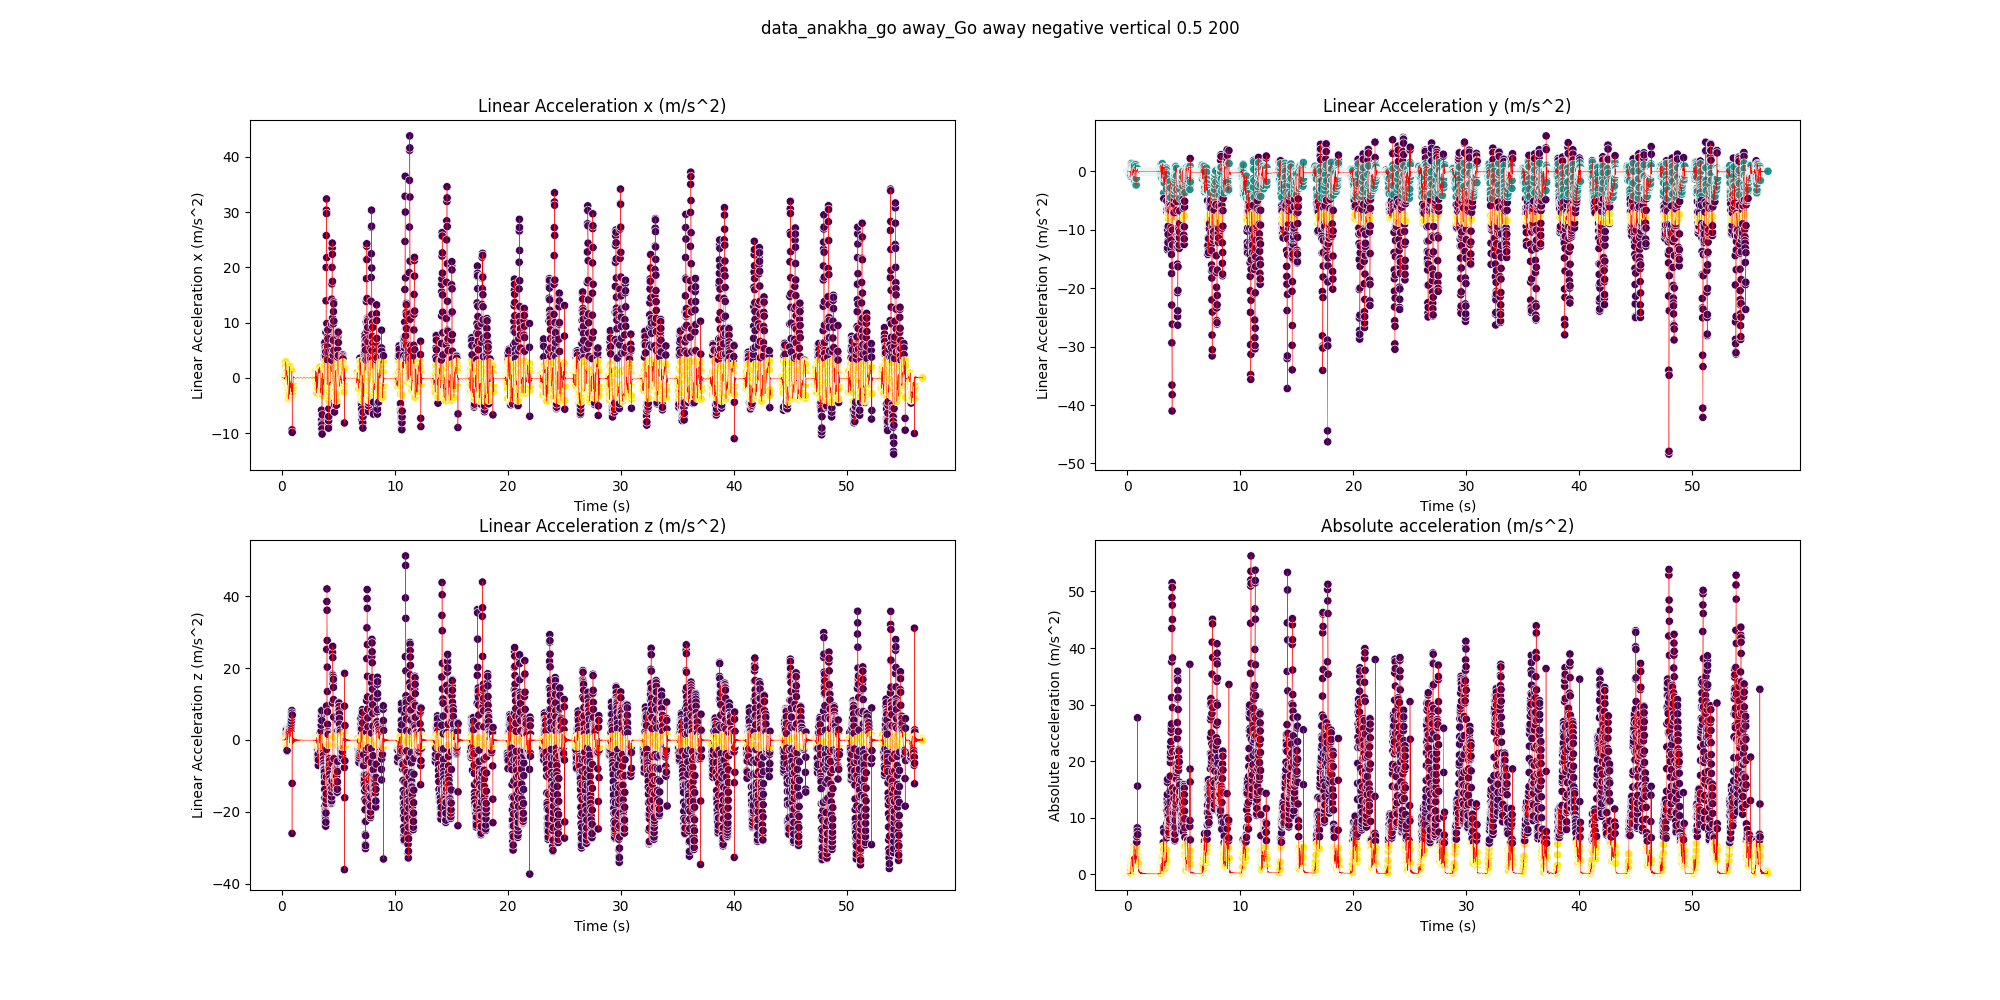 data_anakha_go away_Go away negative vertical 0.5 200
Linear Acceleration x (m/s^2)
Linear Acceleration x (m/s^2)
40
30
20
10
0
−10
0 10 20 30 40 50
Time (s)
Linear Acceleration y (m/s^2)
Linear Acceleration y (m/s^2)
0
−10
−20
−30
−40
−50
0 10 20 30 40 50
Time (s)
Linear Acceleration z (m/s^2)
Linear Acceleration z (m/s^2)
40
20
0
−20
−40
0 10 20 30 40 50
Time (s)
Absolute acceleration (m/s^2)
Absolute acceleration (m/s^2)
50
40
30
20
10
0
0 10 20 30 40 50
Time (s)